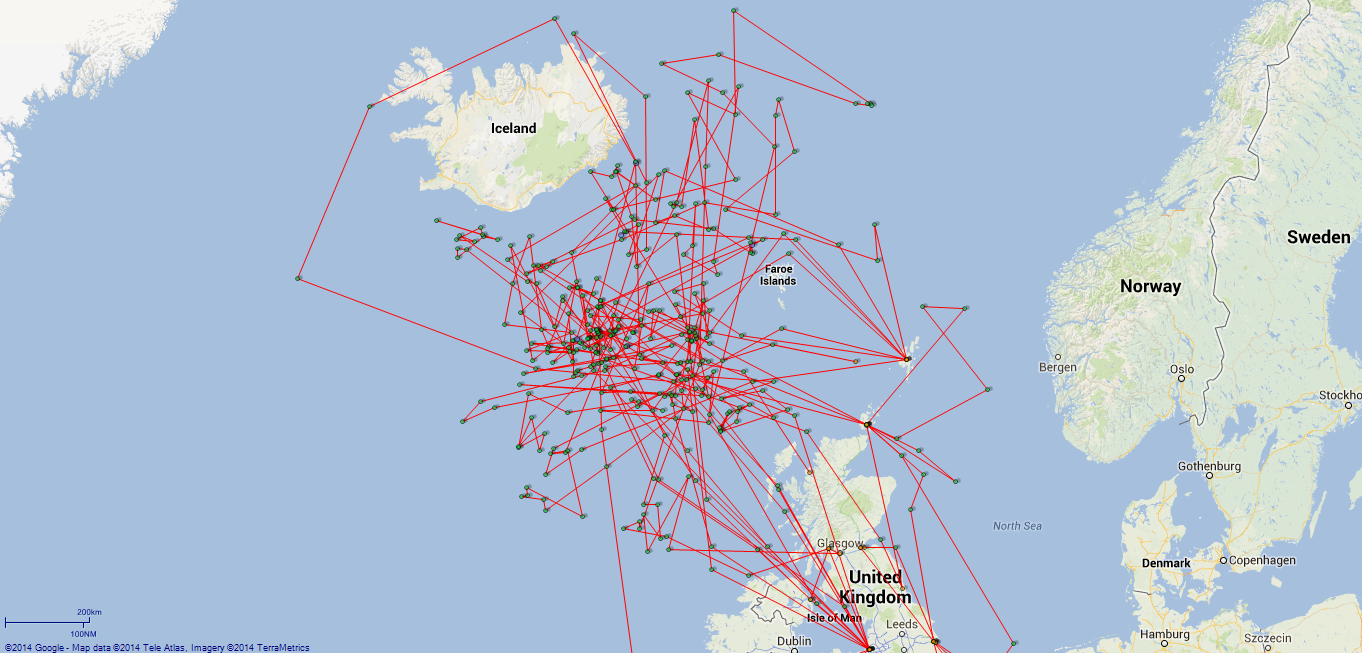 Iceland
Sweden
Faroe
Islands
Norway
Bergen
Oslo
Stockho
Gothenburg
North Sea
Glasgow
United
Kingdom
Denmark
Copenhagen
200km
100NM
Isle of Man
Leeds
Dublin
Hamburg
Szczecin
©2014 Google - Map data ©2014 Tele Atlas, Imagery ©2014 TerraMetrics